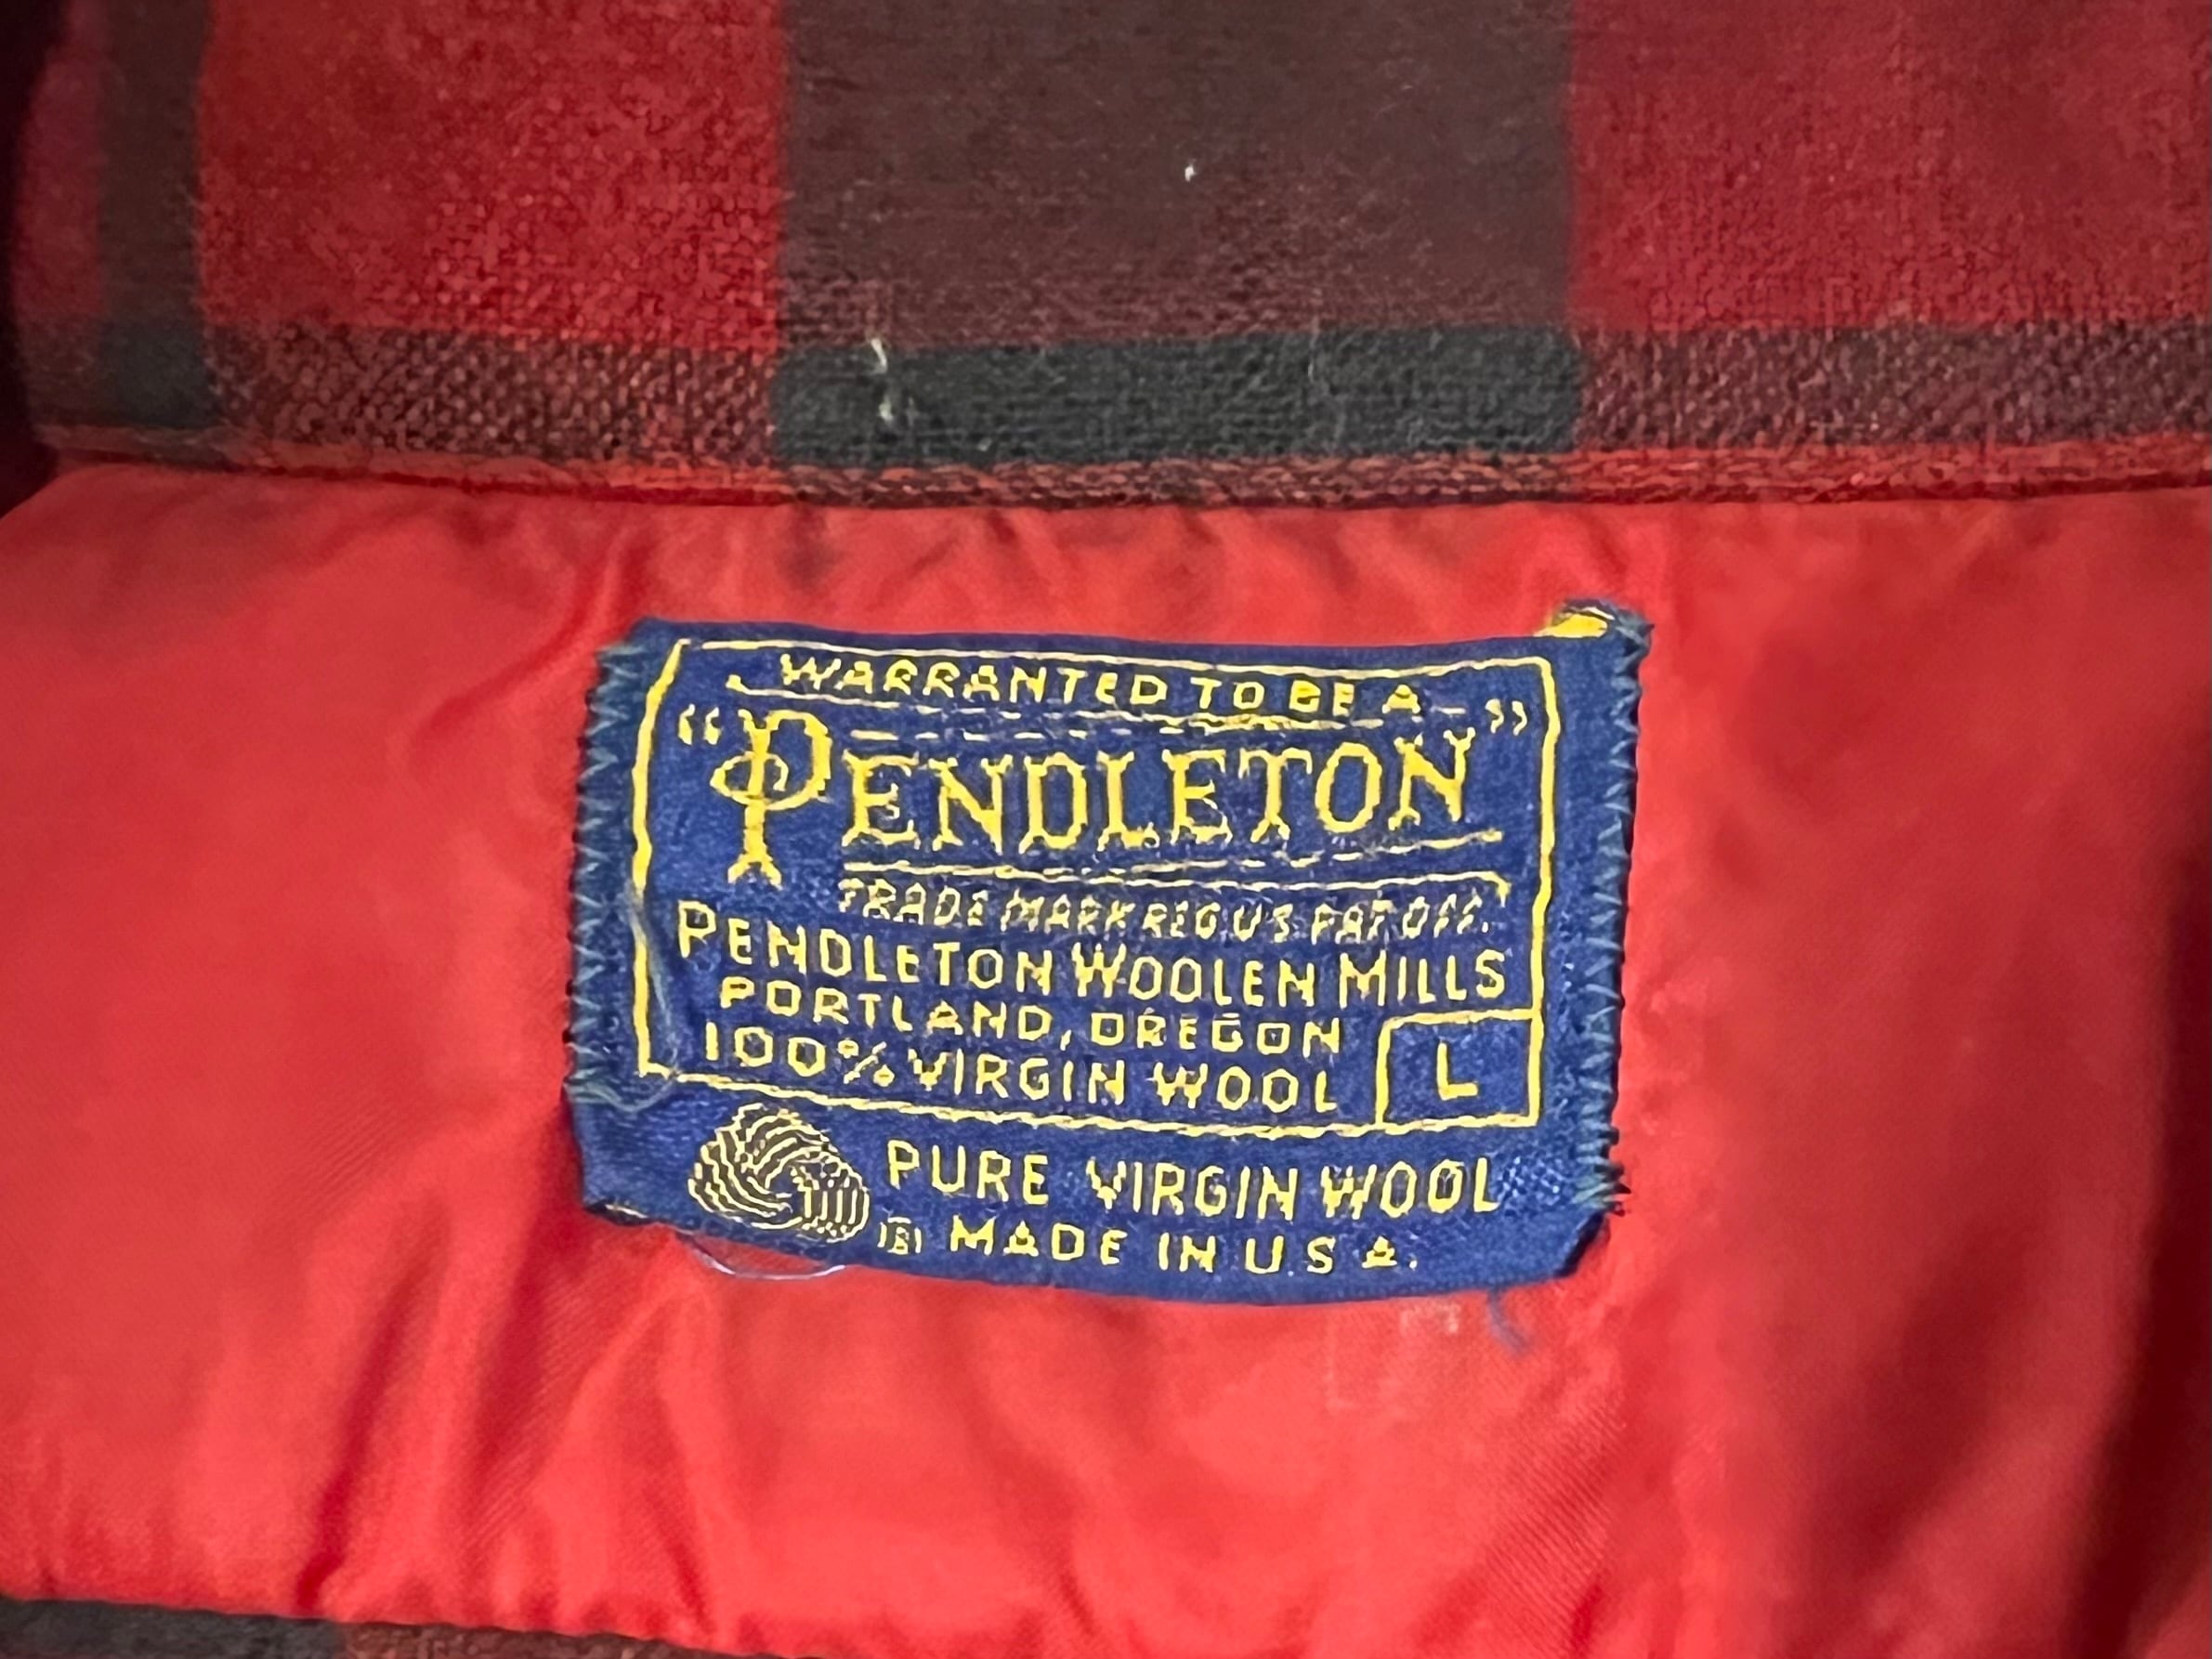 WARRANTED TO BE A
"PENDLETON"
TRADE MARK REG U S PAT OFF.
PENDLETON WOOLEN MILLS
PORTLAND, OREGON
100% VIRGIN WOOL
L
PURE VIRGIN WOOL
® MADE IN U.S A.